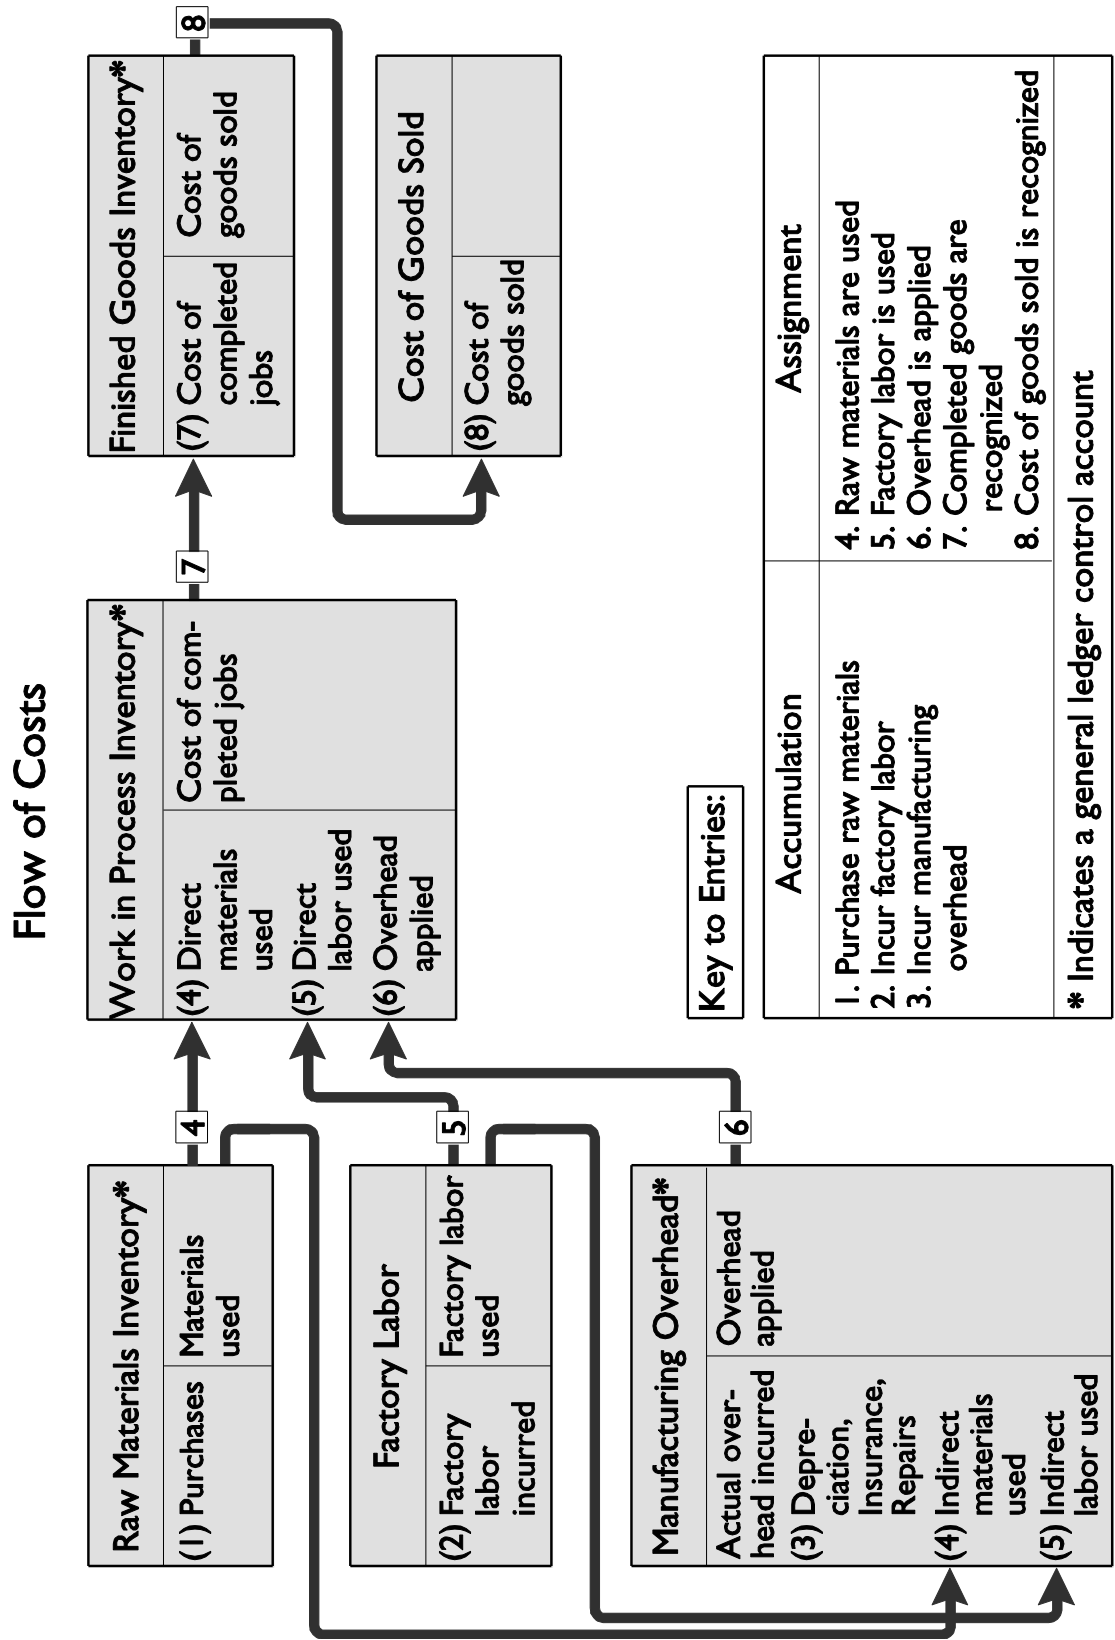 Flow of Costs
Raw Materials Inventory*
(1) Purchases
Materials
used
4
Factory Labor
(2) Factory
labor
incurred
Factory labor
used
5
Manufacturing Overhead*
Actual over-
head incurred
(3) Depre-
ciation,
Insurance,
Repairs
(4) Indirect
materials
used
(5) Indirect
labor used
Overhead
applied
6
Work in Process Inventory*
(4) Direct
materials
used
(5) Direct
labor used
(6) Overhead
applied
Cost of com-
pleted jobs
7
Finished Goods Inventory*
(7) Cost of
completed
jobs
Cost of
goods sold
8
Cost of Goods Sold
(8) Cost of
goods sold
Key to Entries:
Accumulation
1. Purchase raw materials
2. Incur factory labor
3. Incur manufacturing
overhead
Assignment
4. Raw materials are used
5. Factory labor is used
6. Overhead is applied
7. Completed goods are
recognized
8. Cost of goods sold is recognized
* Indicates a general ledger control account